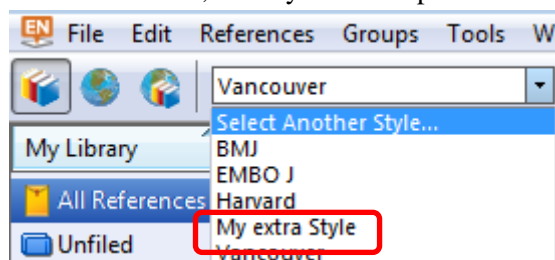 EN File Edit References Groups Tools W
Vancouver
Select Another Style...
My Library
BMJ
EMBO J
All References
Harvard
My extra Style
Unfiled
Vancouver